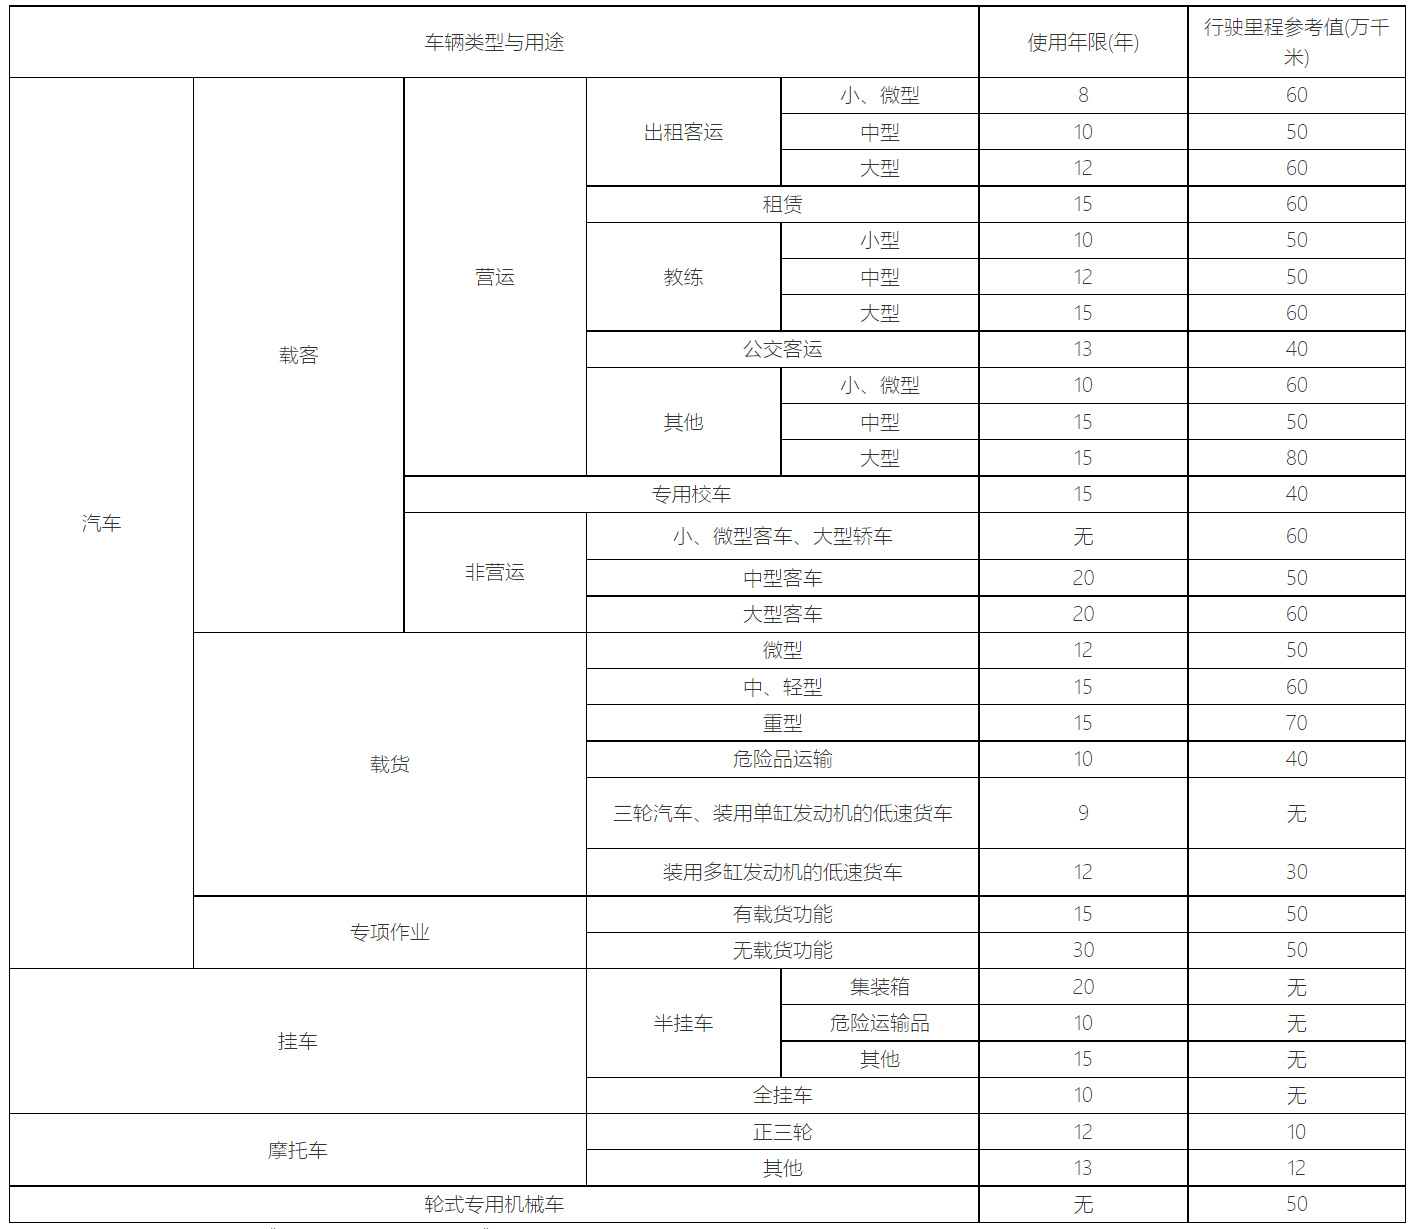 车辆类型与用途 使用年限(年) 行驶里程参考值(万千
米)
小、微型 8 60
出租客运 中型 10 50
大型 12 60
租赁 15 60
小型 10 50
营运 教练 中型 12 50
大型 15 60
载客 公交客运 13 40
小、微型 10 60
其他 中型 15 50
大型 15 80
专用校车 15 40
汽车 小、微型客车、大型轿车 无 60
非营运 中型客车 20 50
大型客车 20 60
微型 12 50
中、轻型 15 60
重型 15 70
载货 危险品运输 10 40
三轮汽车、装用单缸发动机的低速货车 9 无
装用多缸发动机的低速货车 12 30
专项作业 有载货功能 15 50
无载货功能 30 50
集装箱 20 无
挂车 半挂车 危险运输品 10 无
其他 15 无
全挂车 10 无
摩托车 正三轮 12 10
其他 13 12
轮式专用机械车 无 50